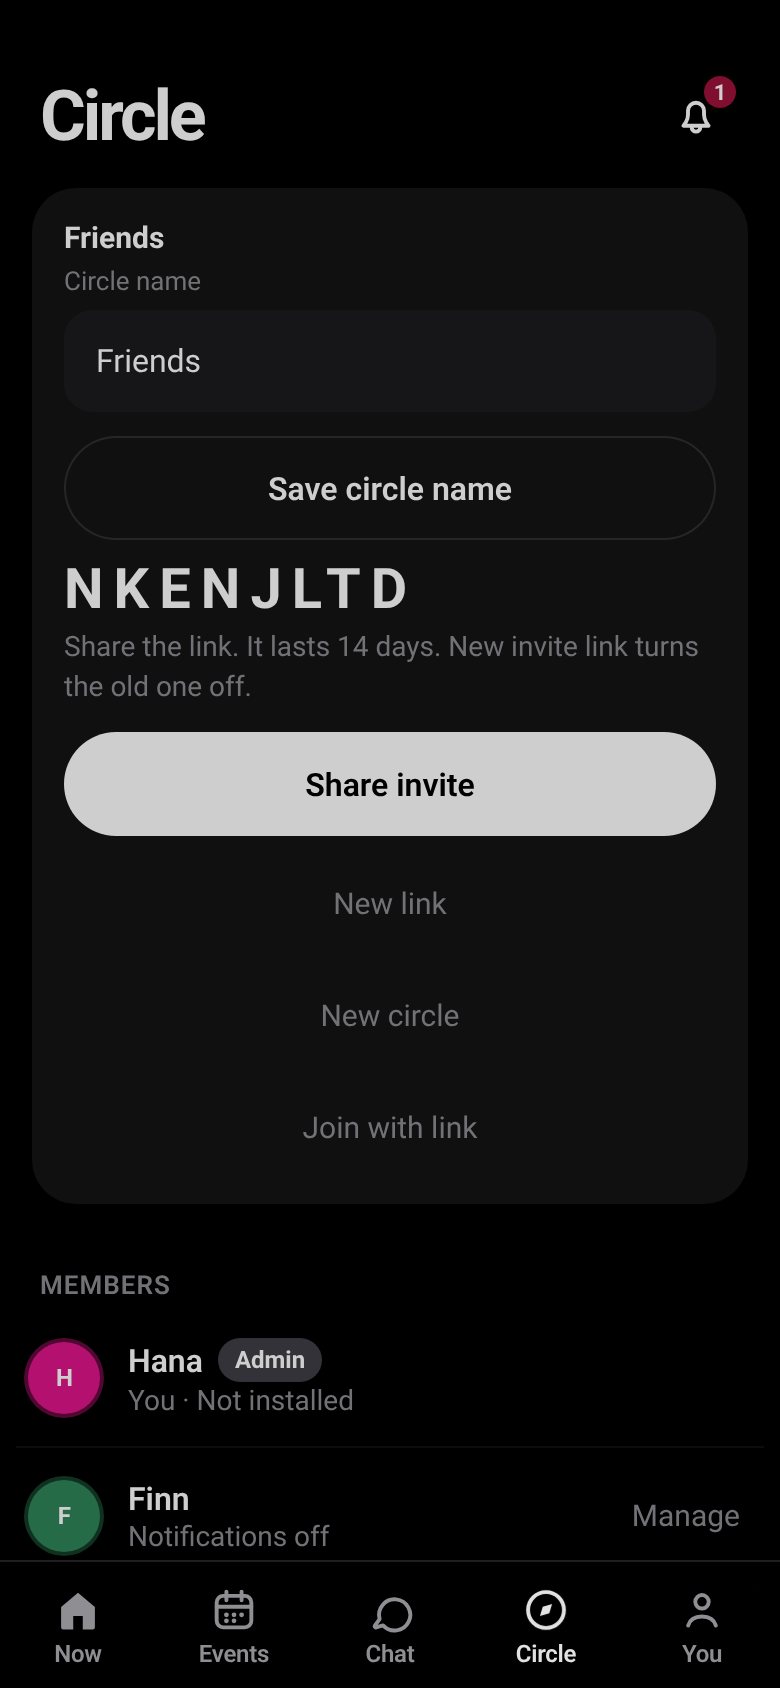 Circle
1
Friends
Circle name
Friends
Save circle name
NKENJLTD
Share the link. It lasts 14 days. New invite link turns
the old one off.
Share invite
New link
New circle
Join with link
MEMBERS
H
Hana Admin
You · Not installed
F
Finn
Notifications off
Manage
Now Events Chat Circle You